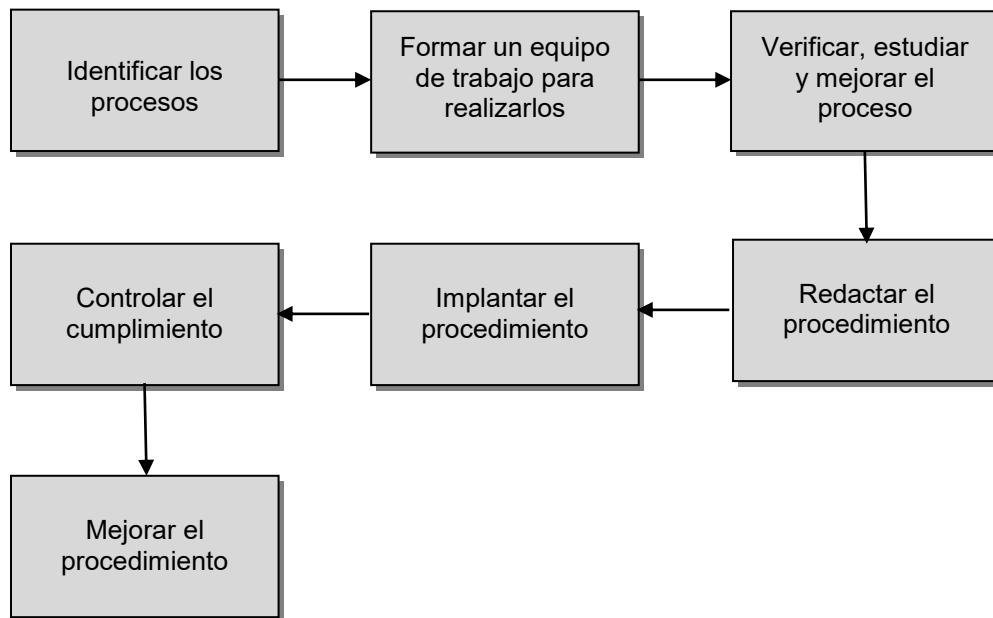 Identificar los
procesos
Formar un equipo
de trabajo para
realizarlos
Verificar, estudiar
y mejorar el
proceso
Redactar el
procedimiento
Implantar el
procedimiento
Controlar el
cumplimiento
Mejorar el
procedimiento